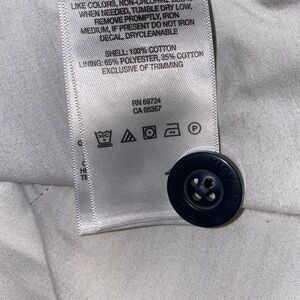 LIKE COLORS, NON-CHLORINE
WHEN NEEDED, TUMBLE DRY LOW,
REMOVE PROMPTLY, IRON
MEDIUM, IF PRESENT DO NOT IRON
DECAL, DRYCLEANABLE
SHELL: 100% COTTON
LINING: 65% POLYESTER, 35% COTTON
EXCLUSIVE OF TRIMMING
RN 69724
CA 05367
P